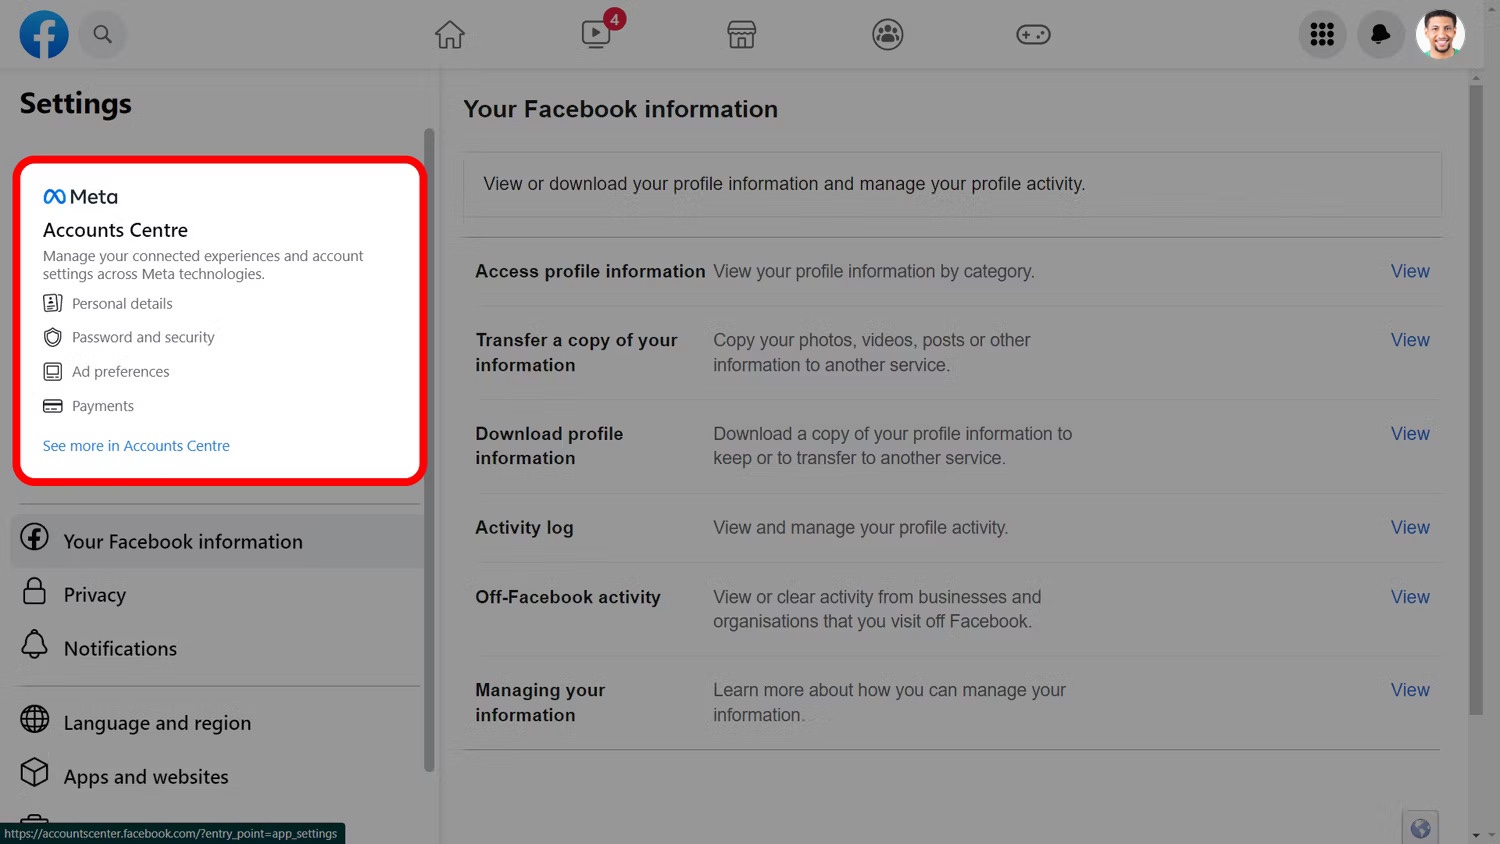 4
Settings
Meta
Accounts Centre
Manage your connected experiences and account
settings across Meta technologies.
Personal details
Password and security
Ad preferences
Payments
See more in Accounts Centre
Your Facebook information
Privacy
Notifications
Language and region
Apps and websites
https://accountscenter.facebook.com/?entry_point=app_settings
Your Facebook information
View or download your profile information and manage your profile activity.
Access profile information View your profile information by category. View
Transfer a copy of your
information
Copy your photos, videos, posts or other
information to another service.
View
Download profile
information
Download a copy of your profile information to
keep or to transfer to another service.
View
Activity log View and manage your profile activity. View
Off-Facebook activity
View or clear activity from businesses and
organisations that you visit off Facebook.
View
Managing your
information
Learn more about how you can manage your
information.
View